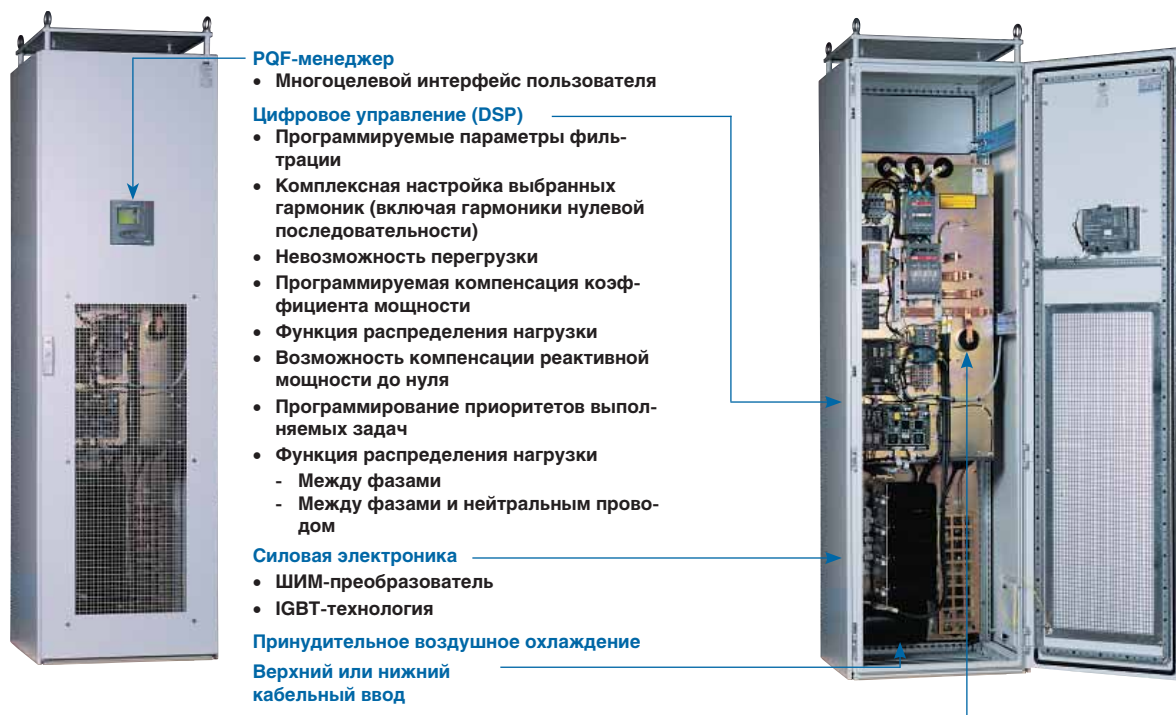 PQF-менеджер
• Многоцелевой интерфейс пользователя
Цифровое управление (DSP)
• Программируемые параметры филь-
трации
• Комплексная настройка выбранных
гармоник (включая гармоники нулевой
последовательности)
• Невозможность перегрузки
• Программируемая компенсация коэф-
фициента мощности
• Функция распределения нагрузки
• Возможность компенсации реактивной
мощности до нуля
• Программирование приоритетов выпол-
няемых задач
• Функция распределения нагрузки
- Между фазами
- Между фазами и нейтральным прово-
дом
Силовая электроника
• ШИМ-преобразователь
• IGBT-технология
Принудительное воздушное охлаждение
Верхний или нижний
кабельный ввод